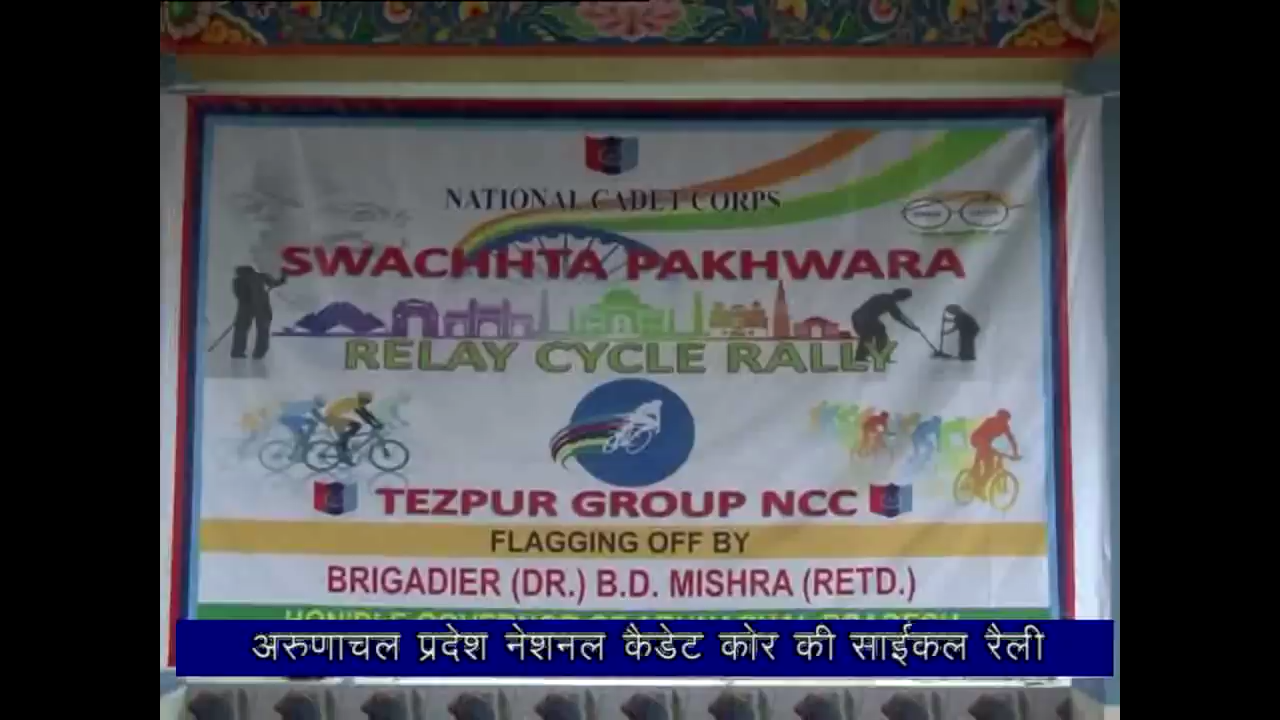 NATIONAL CADET CORPS
SWACHHTA PAKHWARA
RELAY CYCLE RALLY
TEZPUR GROUP NCC
FLAGGING OFF BY
BRIGADIER (DR.) B.D. MISHRA (RETD.)
अरुणाचल प्रदेश नेशनल कैडेट कोर की साईकल रैली